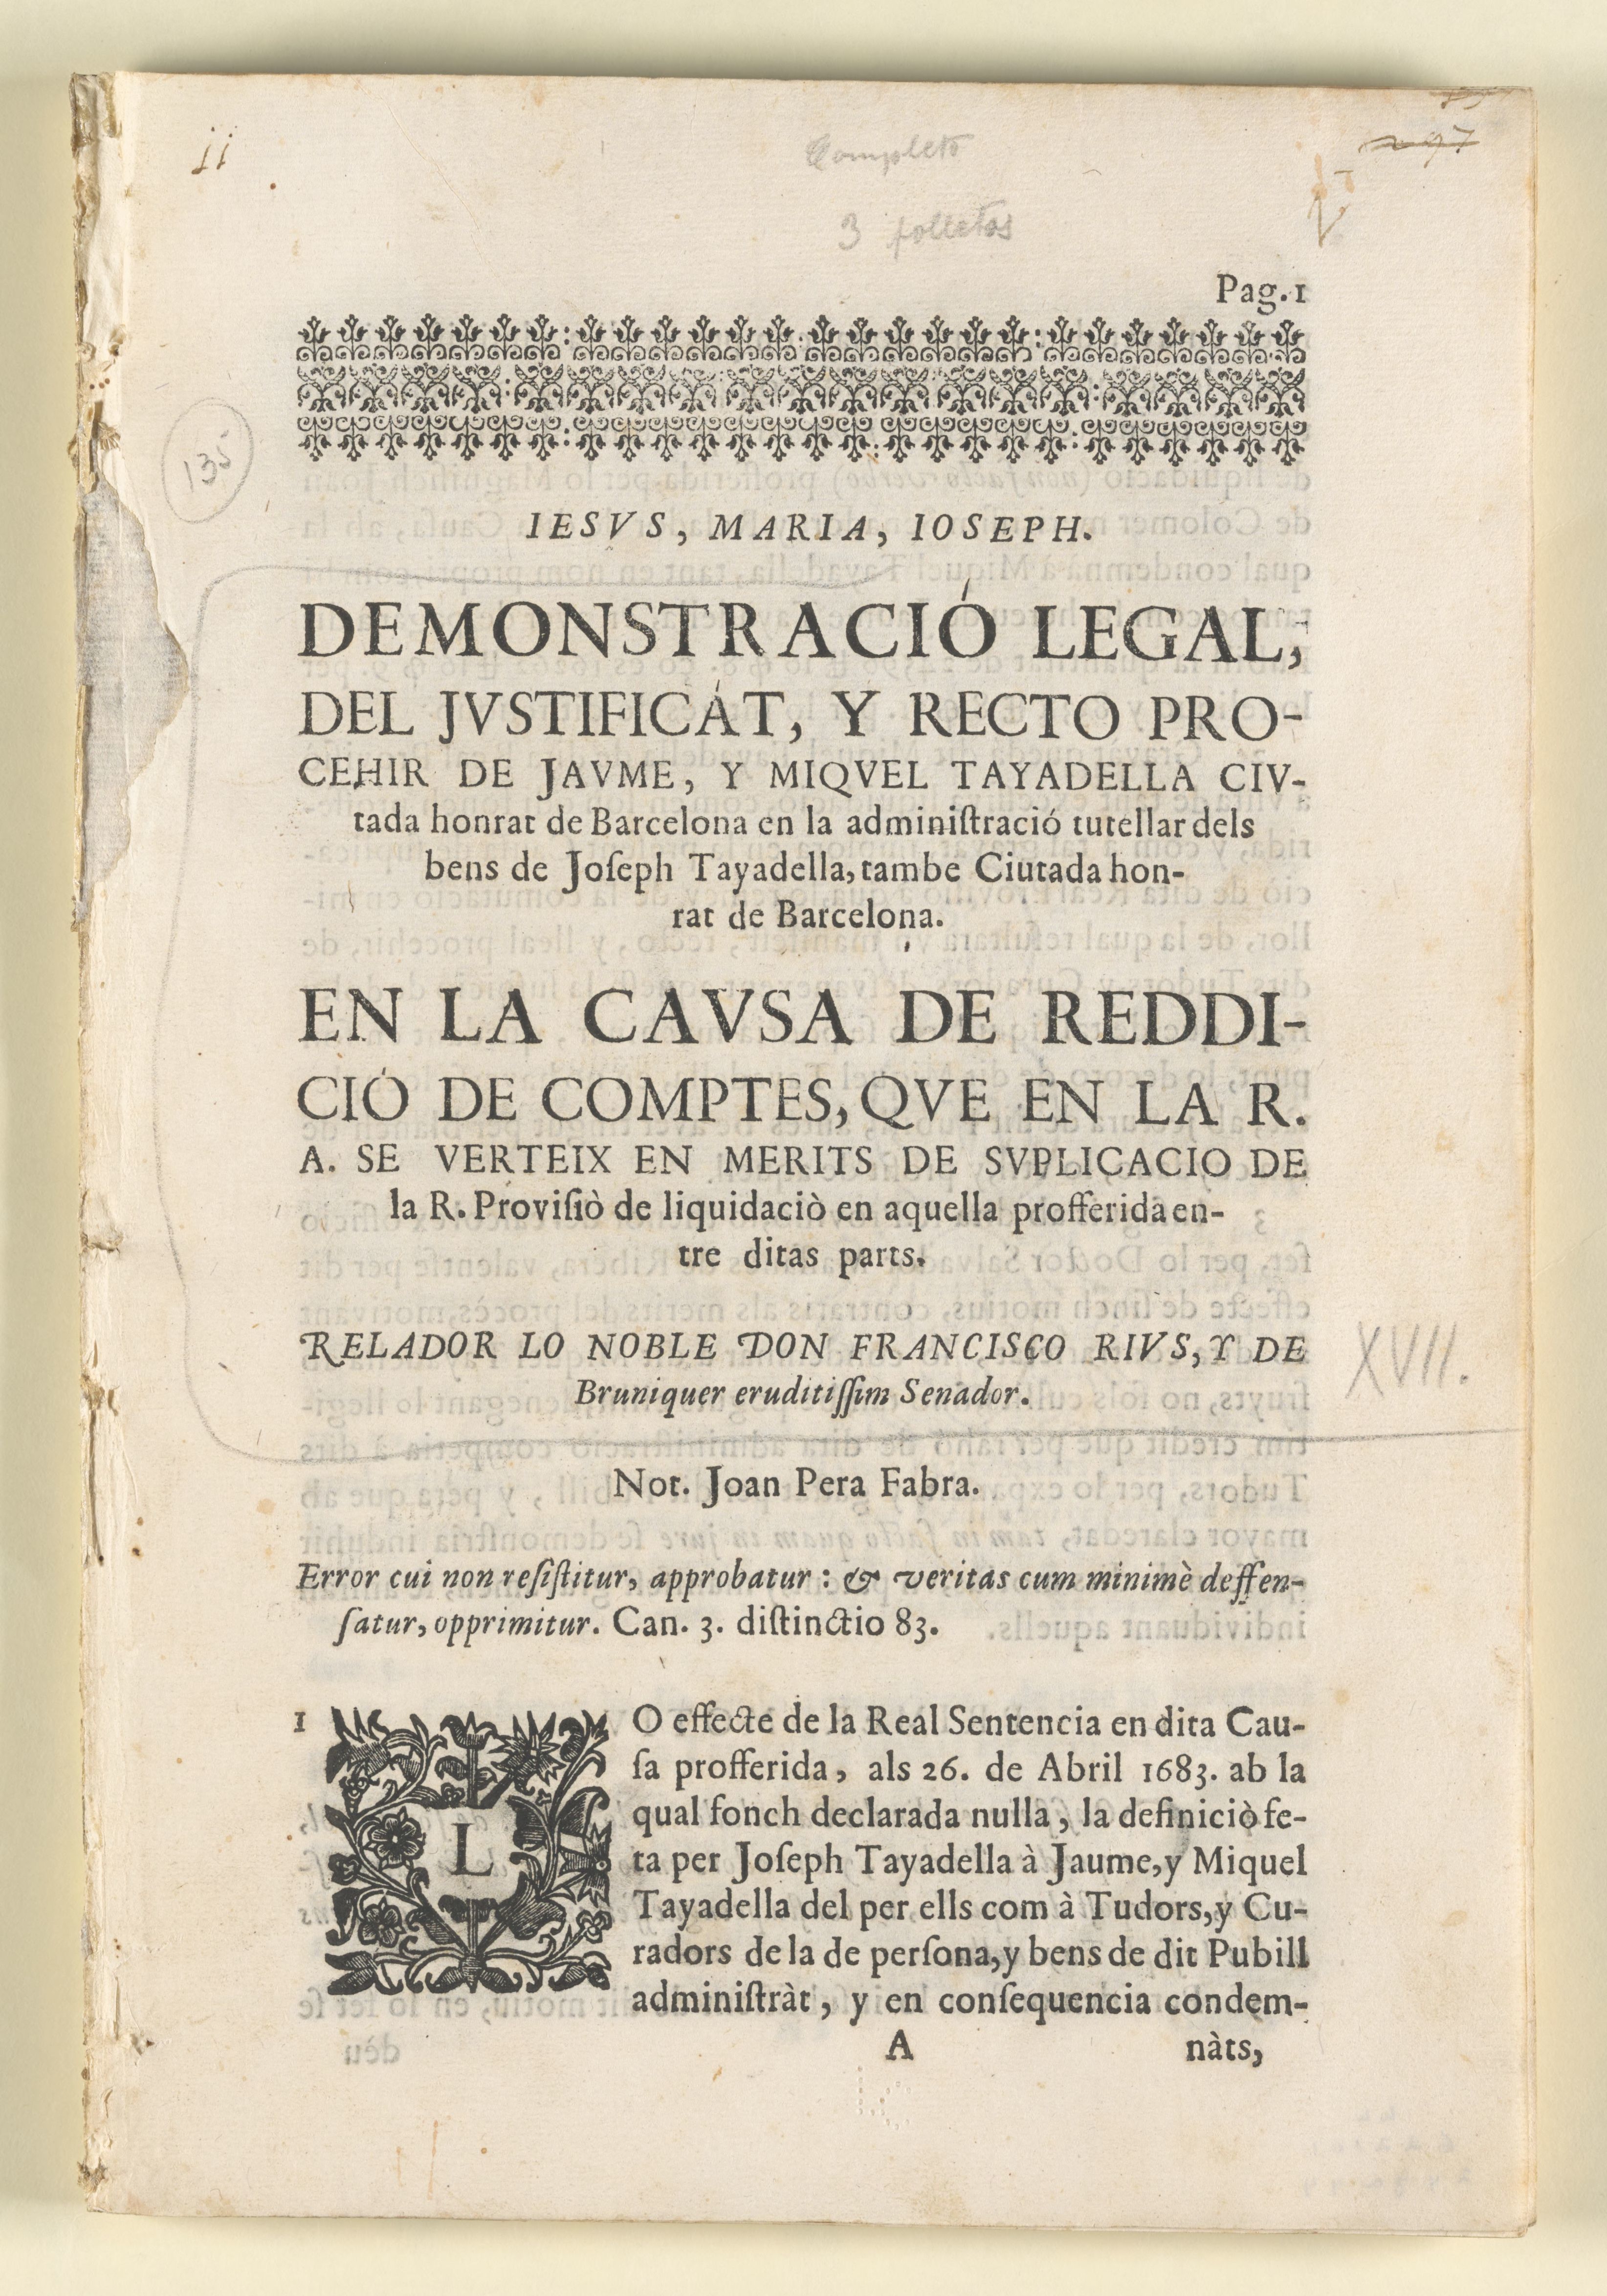 ii
Completo
297
3 folletos
Pag. 1
135
IESVS, MARIA, IOSEPH.
DEMONSTRACIÓ LEGAL,
DEL JVSTIFICÁT, Y RECTO PRO-
CEHIR DE JAVME, Y MIQVEL TAYADELLA CIV-
tada honrat de Barcelona en la administració tutellar dels
bens de Joſeph Tayadella, tambe Ciutada hon-
rat de Barcelona.
EN LA CAVSA DE REDDI-
CIÓ DE COMPTES, QVE EN LA R.
A. SE VERTEIX EN MERITS DE SVPLICACIO DE
la R. Proviſiò de liquidaciò en aquella profferida en-
tre ditas parts.
RELADOR LO NOBLE DON FRANCISCO RIVS, Y DE
Bruniquer eruditiſſim Senador.
XVII.
Not. Joan Pera Fabra.
Error cui non reſiſtitur, approbatur : & veritas cum minimè deffen-
ſatur, opprimitur. Can. 3. diſtinctio 83.
1 LO effecte de la Real Sentencia en dita Cau-
ſa profferida, als 26. de Abril 1683. ab la
qual fonch declarada nulla, la definiciò fe-
ta per Joſeph Tayadella à Jaume, y Miquel
Tayadella del per ells com à Tudors, y Cu-
radors de la de perſona, y bens de dit Pubill
adminiſtràt, y en conſequencia condem-
A nàts,